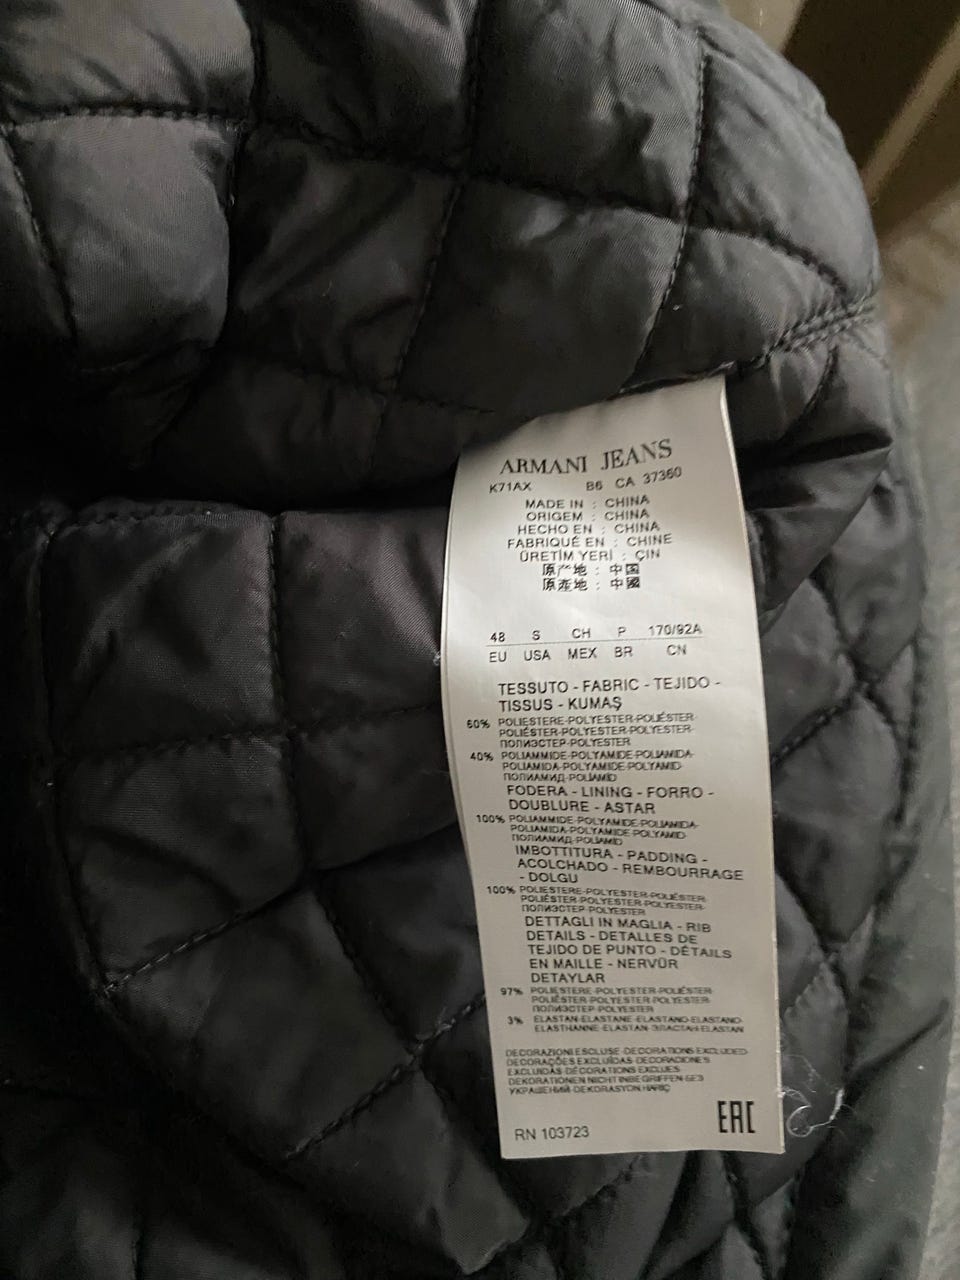 ARMANI JEANS
K71AX B6 CA 37360
MADE IN : CHINA
ORIGEM : CHINA
HECHO EN : CHINA
FABRIQUÉ EN : CHINE
ÜRETİM YERİ : ÇIN
原产地 : 中国
原產地 : 中國
48 S CH P 170/92A
EU USA MEX BR CN
TESSUTO - FABRIC - TEJIDO -
TISSUS - KUMAŞ
60% POLIESTERE-POLYESTER-POLIÉSTER-
POLIÉSTER-POLYESTER-POLYESTER-
ПОЛИЭСТЕР-POLYESTER
40% POLIAMMIDE-POLYAMIDE-POLIAMIDA-
POLIAMIDA-POLYAMIDE-POLYAMID-
ПОЛИАМИД-POLIAMID
FODERA - LINING - FORRO -
DOUBLURE - ASTAR
100% POLIAMMIDE-POLYAMIDE-POLIAMIDA-
POLIAMIDA-POLYAMIDE-POLYAMID-
ПОЛИАМИД-POLIAMID
IMBOTTITURA - PADDING -
ACOLCHADO - REMBOURRAGE
- DOLGU
100% POLIESTERE-POLYESTER-POLIÉSTER-
POLIÉSTER-POLYESTER-POLYESTER-
ПОЛИЭСТЕР-POLYESTER
DETTAGLI IN MAGLIA - RIB
DETAILS - DETALLES DE
TEJIDO DE PUNTO - DÉTAILS
EN MAILLE - NERVÜR
DETAYLAR
97% POLIESTERE-POLYESTER-POLIÉSTER-
POLIÉSTER-POLYESTER-POLYESTER-
ПОЛИЭСТЕР-POLYESTER
3% ELASTAN-ELASTANE-ELASTANO-ELASTANO-
ELASTHANNE-ELASTAN-ЭЛАСТАН-ELASTAN
DECORAZIONI ESCLUSE-DECORATIONS EXCLUDED-
DECORAÇÕES EXCLUÍDAS-DECORACIONES
EXCLUIDAS-DÉCORATIONS EXCLUES-
DEKORATIONEN NICHT INBEGRIFFEN-БЕЗ
УКРАШЕНИЙ-DEKORASYON HARİÇ
EAC
RN 103723